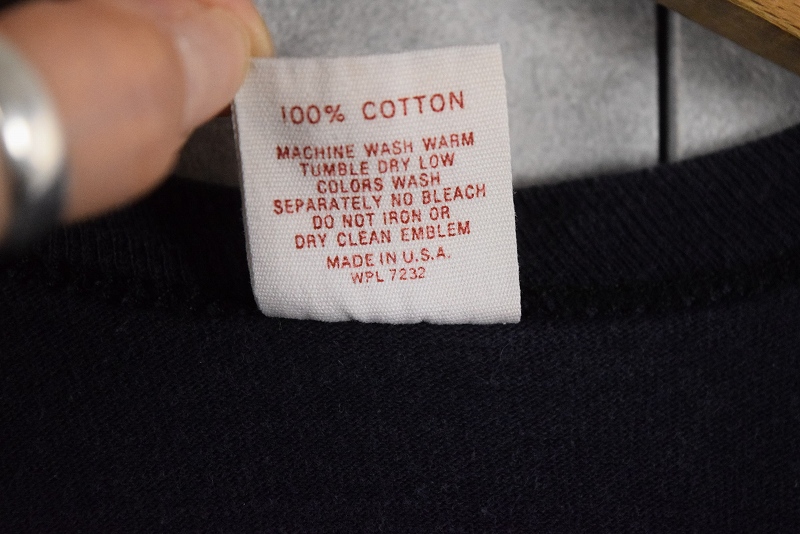 100% COTTON
MACHINE WASH WARM
TUMBLE DRY LOW
COLORS WASH
SEPARATELY NO BLEACH
DO NOT IRON OR
DRY CLEAN EMBLEM
MADE IN U.S.A.
WPL 7232